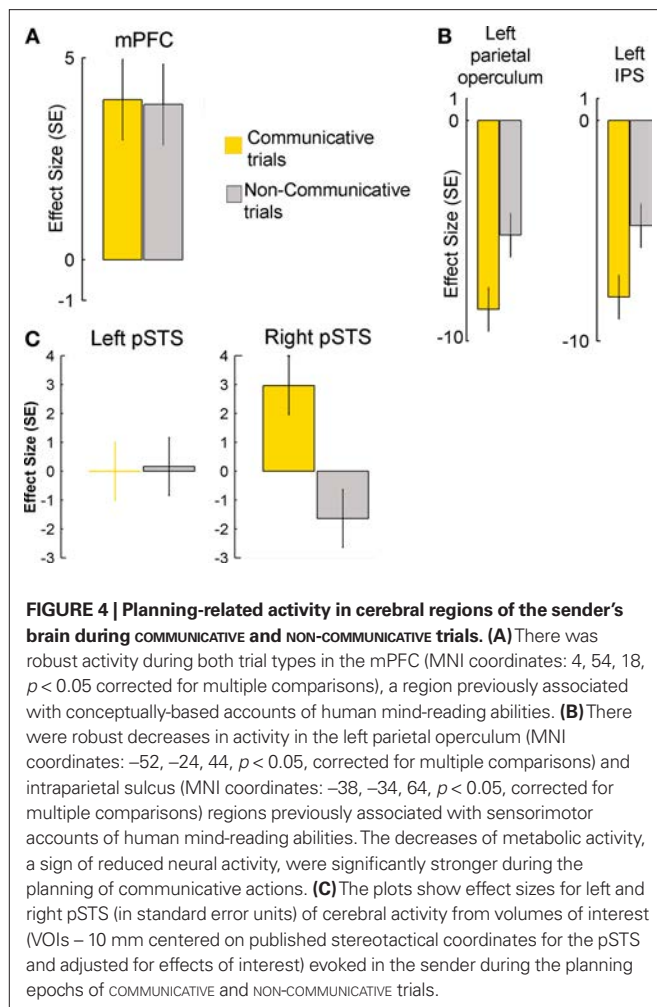 A
mPFC
5
0
-1
Effect Size (SE)
Communicative
trials
Non-Communicative
trials
B
Left
parietal
operculum
Left
IPS
1
0
-10
Effect Size (SE)
1
0
-10
C
Left pSTS
Right pSTS
4
3
2
1
0
-1
-2
-3
Effect Size (SE)
4
3
2
1
0
-1
-2
-3
FIGURE 4 | Planning-related activity in cerebral regions of the sender’s
brain during COMMUNICATIVE and NON-COMMUNICATIVE trials. (A) There was
robust activity during both trial types in the mPFC (MNI coordinates: 4, 54, 18,
p < 0.05 corrected for multiple comparisons), a region previously associated
with conceptually-based accounts of human mind-reading abilities. (B) There
were robust decreases in activity in the left parietal operculum (MNI
coordinates: –52, –24, 44, p < 0.05, corrected for multiple comparisons) and
intraparietal sulcus (MNI coordinates: –38, –34, 64, p < 0.05, corrected for
multiple comparisons) regions previously associated with sensorimotor
accounts of human mind-reading abilities. The decreases of metabolic activity,
a sign of reduced neural activity, were significantly stronger during the
planning of communicative actions. (C) The plots show effect sizes for left and
right pSTS (in standard error units) of cerebral activity from volumes of interest
(VOIs – 10 mm centered on published stereotactical coordinates for the pSTS
and adjusted for effects of interest) evoked in the sender during the planning
epochs of COMMUNICATIVE and NON-COMMUNICATIVE trials.